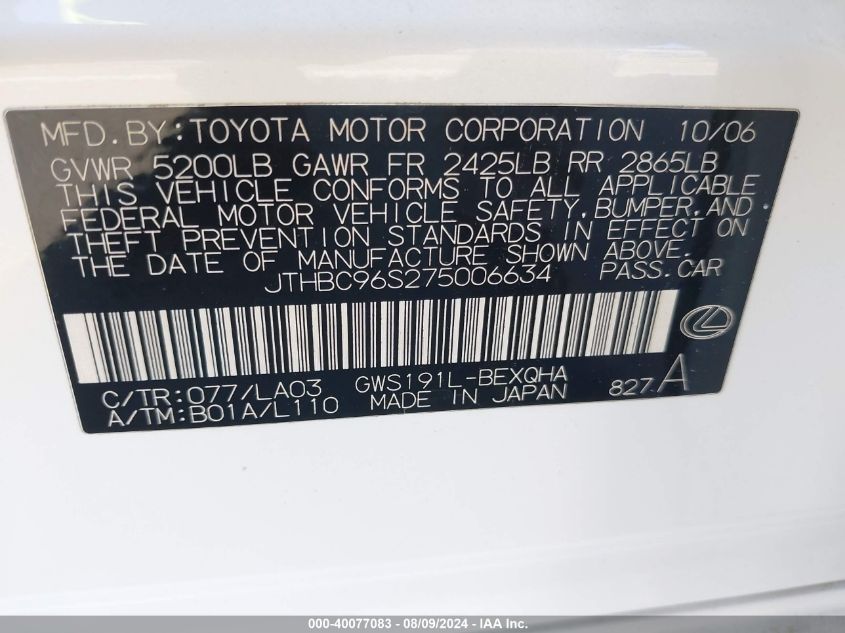 MFD. BY: TOYOTA MOTOR CORPORATION 10/06
GVWR 5200LB GAWR FR 2425LB RR 2865LB
THIS VEHICLE CONFORMS TO ALL APPLICABLE
FEDERAL MOTOR VEHICLE SAFETY, BUMPER, AND
THEFT PREVENTION STANDARDS IN EFFECT ON
THE DATE OF MANUFACTURE SHOWN ABOVE.
JTHBC96S275006634 PASS. CAR
C/TR: 077/LA03 GWS191L-BEXQHA
A/TM: B01A/L110 MADE IN JAPAN 827 A
000-40077083 - 08/09/2024 - IAA Inc.